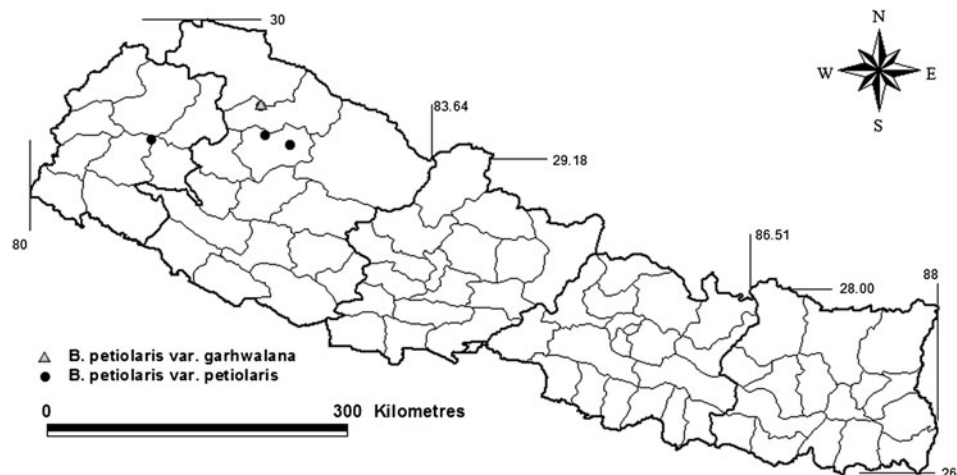 30
N
W
E
S
83.64
29.18
80
86.51
88
28.00
B. petiolaris var. garhwalana
B. petiolaris var. petiolaris
0
300 Kilometres
26